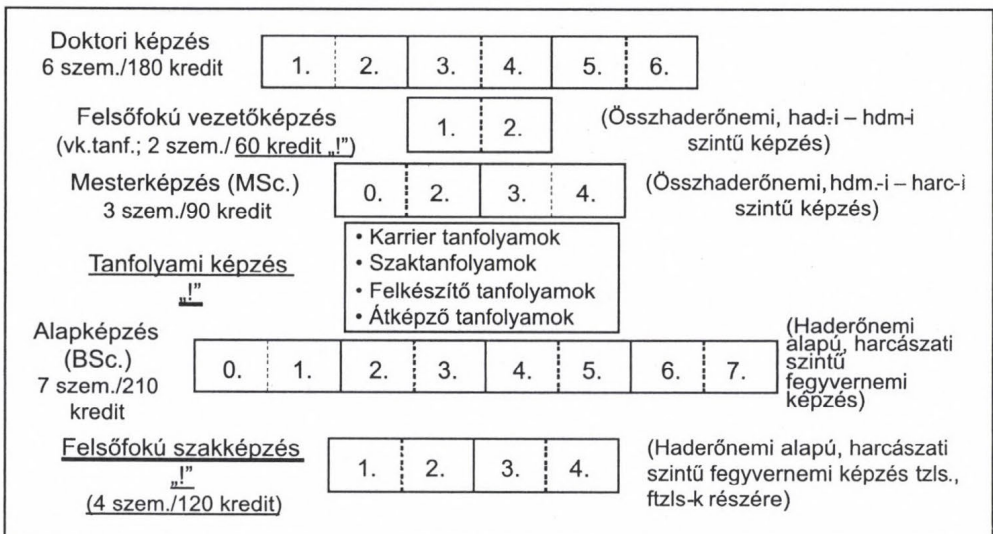 Doktori képzés
6 szem./180 kredit
1. 2. 3. 4. 5. 6.
Felsőfokú vezetőképzés
(vk.tanf.; 2 szem./ 60 kredit „!”)
1. 2.
(Összhaderőnemi, had-i – hdm-i
szintű képzés)
Mesterképzés (MSc.)
3 szem./90 kredit
0. 2. 3. 4.
(Összhaderőnemi, hdm.-i – harc-i
szintű képzés)
Tanfolyami képzés
„!”
• Karrier tanfolyamok
• Szaktanfolyamok
• Felkészítő tanfolyamok
• Átképző tanfolyamok
Alapképzés
(BSc.)
7 szem./210
kredit
0. 1. 2. 3. 4. 5. 6. 7.
(Haderőnemi
alapú, harcászati
szintű
fegyvernemi
képzés)
Felsőfokú szakképzés
„!”
(4 szem./120 kredit)
1. 2. 3. 4.
(Haderőnemi alapú, harcászati
szintű fegyvernemi képzés tzls.,
ftzls-k részére)